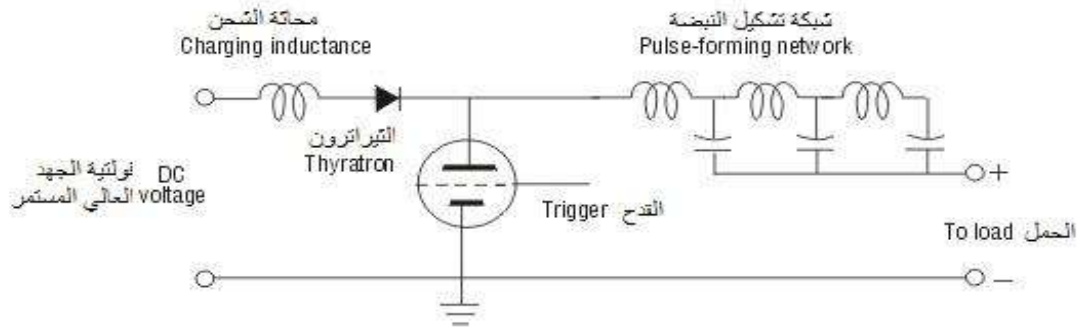 محاثة الشحن
Charging inductance
شبكة تشكيل النبضة
Pulse-forming network
الثيراترون
Thyratron
فولتية الجهد DC
العالي المستمر voltage
Trigger القدح
+
To load الحمل
–